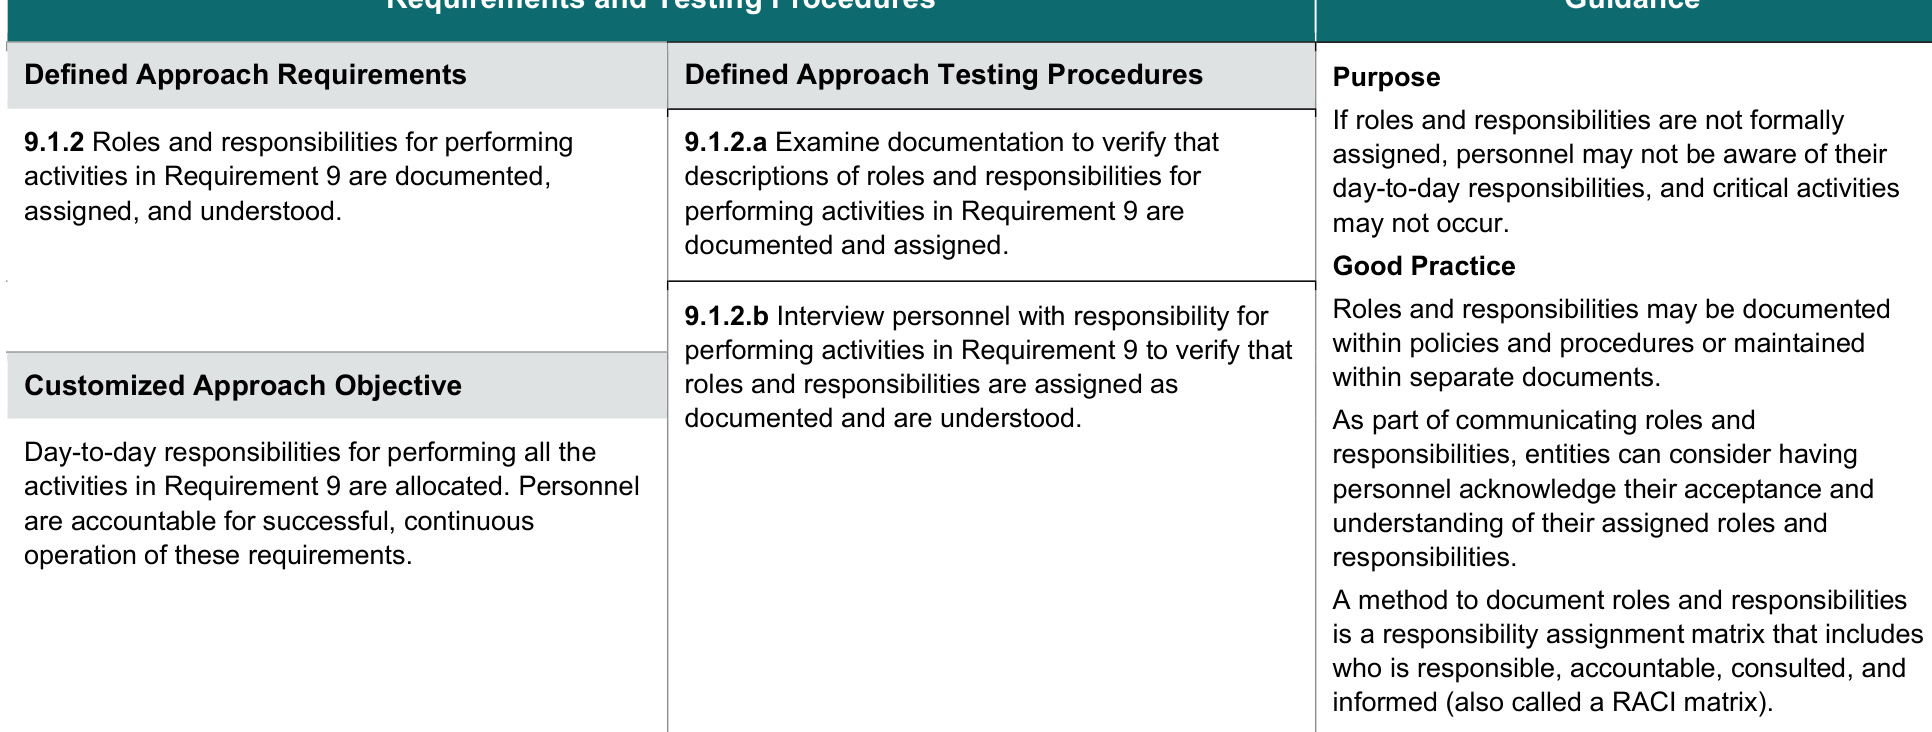 Requirements and Testing Procedures
Guidance
Defined Approach Requirements
9.1.2 Roles and responsibilities for performing
activities in Requirement 9 are documented,
assigned, and understood.
Customized Approach Objective
Day-to-day responsibilities for performing all the
activities in Requirement 9 are allocated. Personnel
are accountable for successful, continuous
operation of these requirements.
Defined Approach Testing Procedures
9.1.2.a Examine documentation to verify that
descriptions of roles and responsibilities for
performing activities in Requirement 9 are
documented and assigned.
9.1.2.b Interview personnel with responsibility for
performing activities in Requirement 9 to verify that
roles and responsibilities are assigned as
documented and are understood.
Purpose
If roles and responsibilities are not formally
assigned, personnel may not be aware of their
day-to-day responsibilities, and critical activities
may not occur.
Good Practice
Roles and responsibilities may be documented
within policies and procedures or maintained
within separate documents.
As part of communicating roles and
responsibilities, entities can consider having
personnel acknowledge their acceptance and
understanding of their assigned roles and
responsibilities.
A method to document roles and responsibilities
is a responsibility assignment matrix that includes
who is responsible, accountable, consulted, and
informed (also called a RACI matrix).